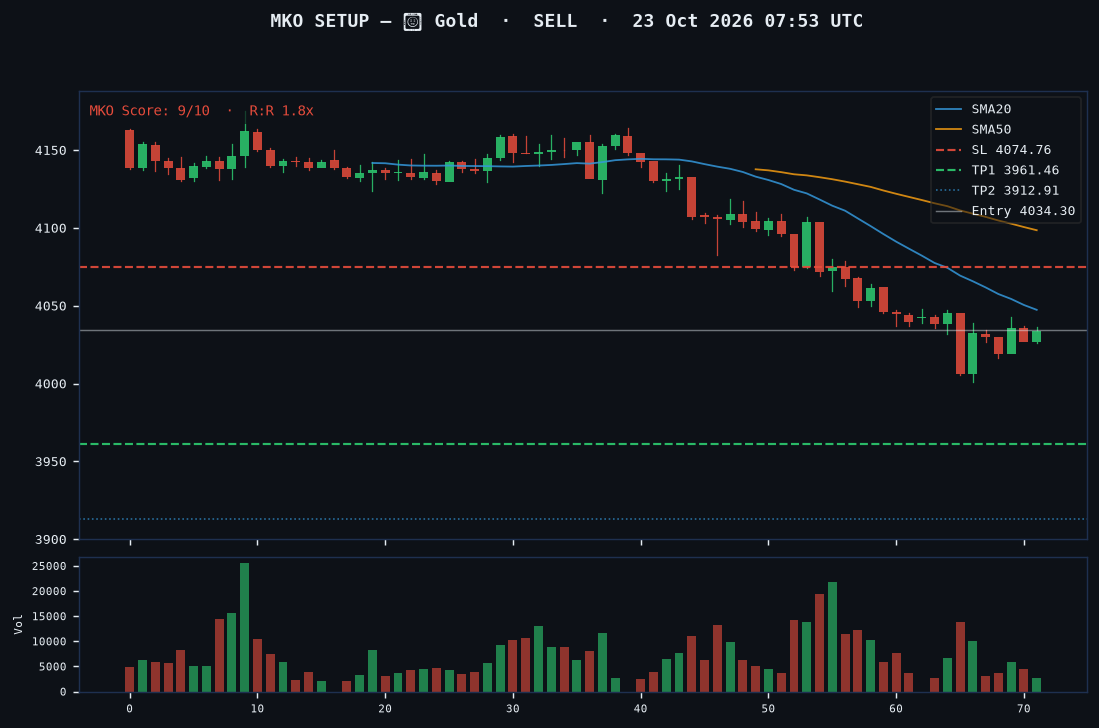 MKO SETUP — Gold · SELL · 23 Oct 2026 07:53 UTC
MKO Score: 9/10 · R:R 1.8x
SMA20
SMA50
SL 4074.76
TP1 3961.46
TP2 3912.91
Entry 4034.30
4150
4100
4050
4000
3950
3900
Vol
25000
20000
15000
10000
5000
0
0 10 20 30 40 50 60 70